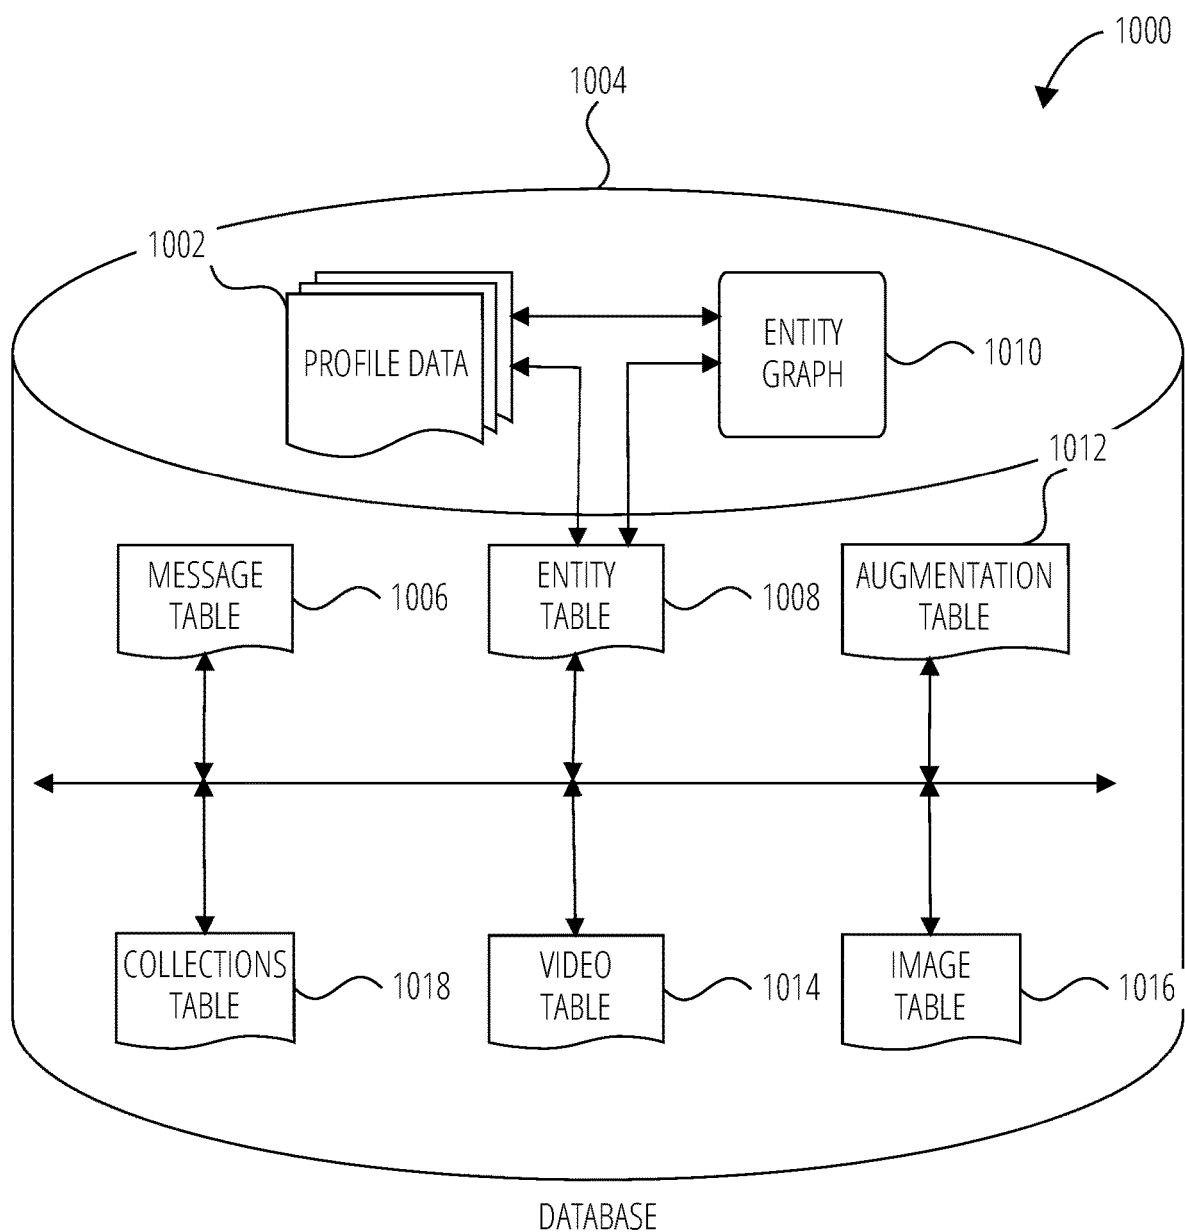 1000
1004
1002
PROFILE DATA
ENTITY
GRAPH
1010
1012
MESSAGE
TABLE
1006
ENTITY
TABLE
1008
AUGMENTATION
TABLE
COLLECTIONS
TABLE
1018
VIDEO
TABLE
1014
IMAGE
TABLE
1016
DATABASE